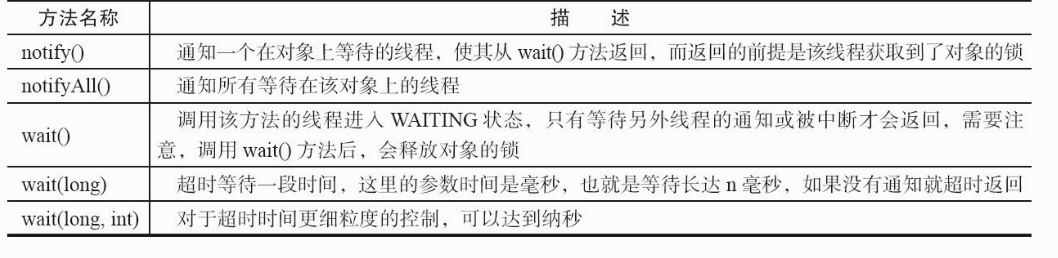 方法名称 描 述
notify() 通知一个在对象上等待的线程，使其从 wait() 方法返回，而返回的前提是该线程获取到了对象的锁
notifyAll() 通知所有等待在该对象上的线程
wait() 调用该方法的线程进入 WAITING 状态，只有等待另外线程的通知或被中断才会返回，需要注
意，调用 wait() 方法后，会释放对象的锁
wait(long) 超时等待一段时间，这里的参数时间是毫秒，也就是等待长达 n 毫秒，如果没有通知就超时返回
wait(long, int) 对于超时时间更细粒度的控制，可以达到纳秒